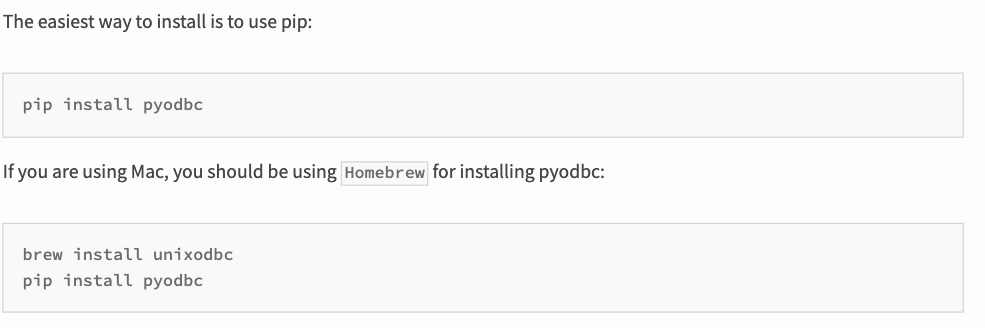 The easiest way to install is to use pip:
pip install pyodbc
If you are using Mac, you should be using Homebrew for installing pyodbc:
brew install unixodbc
pip install pyodbc